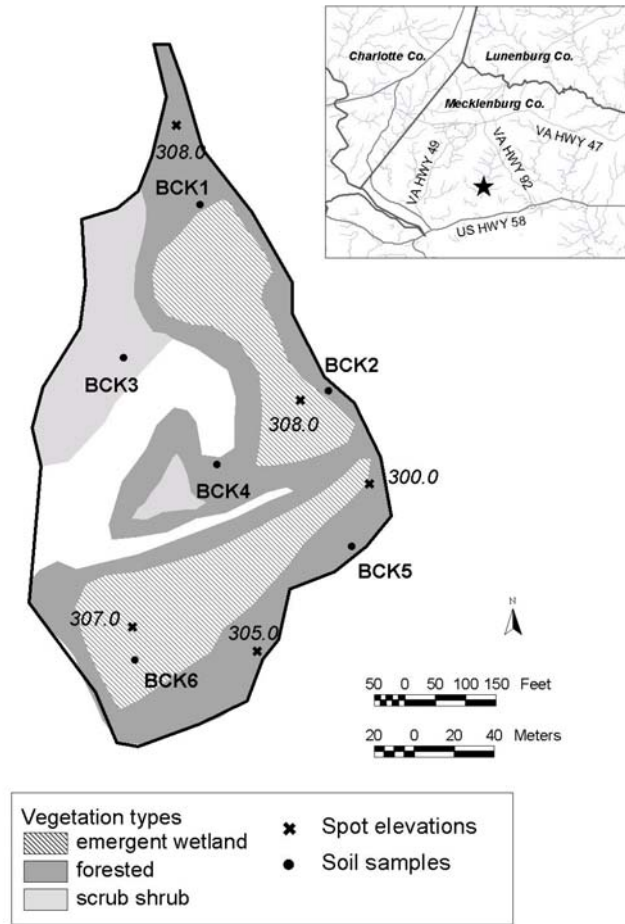 Charlotte Co.
Lunenburg Co.
Mecklenburg Co.
VA HWY 47
VA HWY 49
VA HWY 92
US HWY 58
308.0
BCK1
BCK3
BCK2
308.0
BCK4
300.0
BCK5
307.0
305.0
BCK6
N
50 0 50 100 150 Feet
20 0 20 40 Meters
Vegetation types
emergent wetland
forested
scrub shrub
Spot elevations
Soil samples